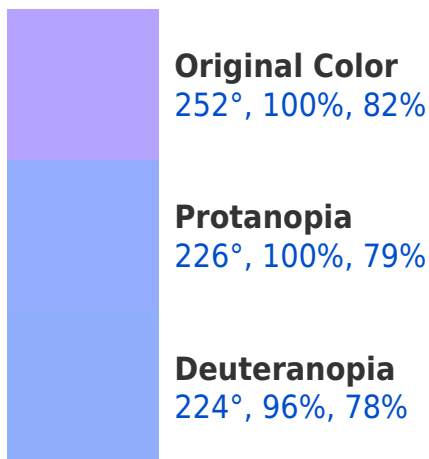 Original Color
252°, 100%, 82%
Protanopia
226°, 100%, 79%
Deuteranopia
224°, 96%, 78%